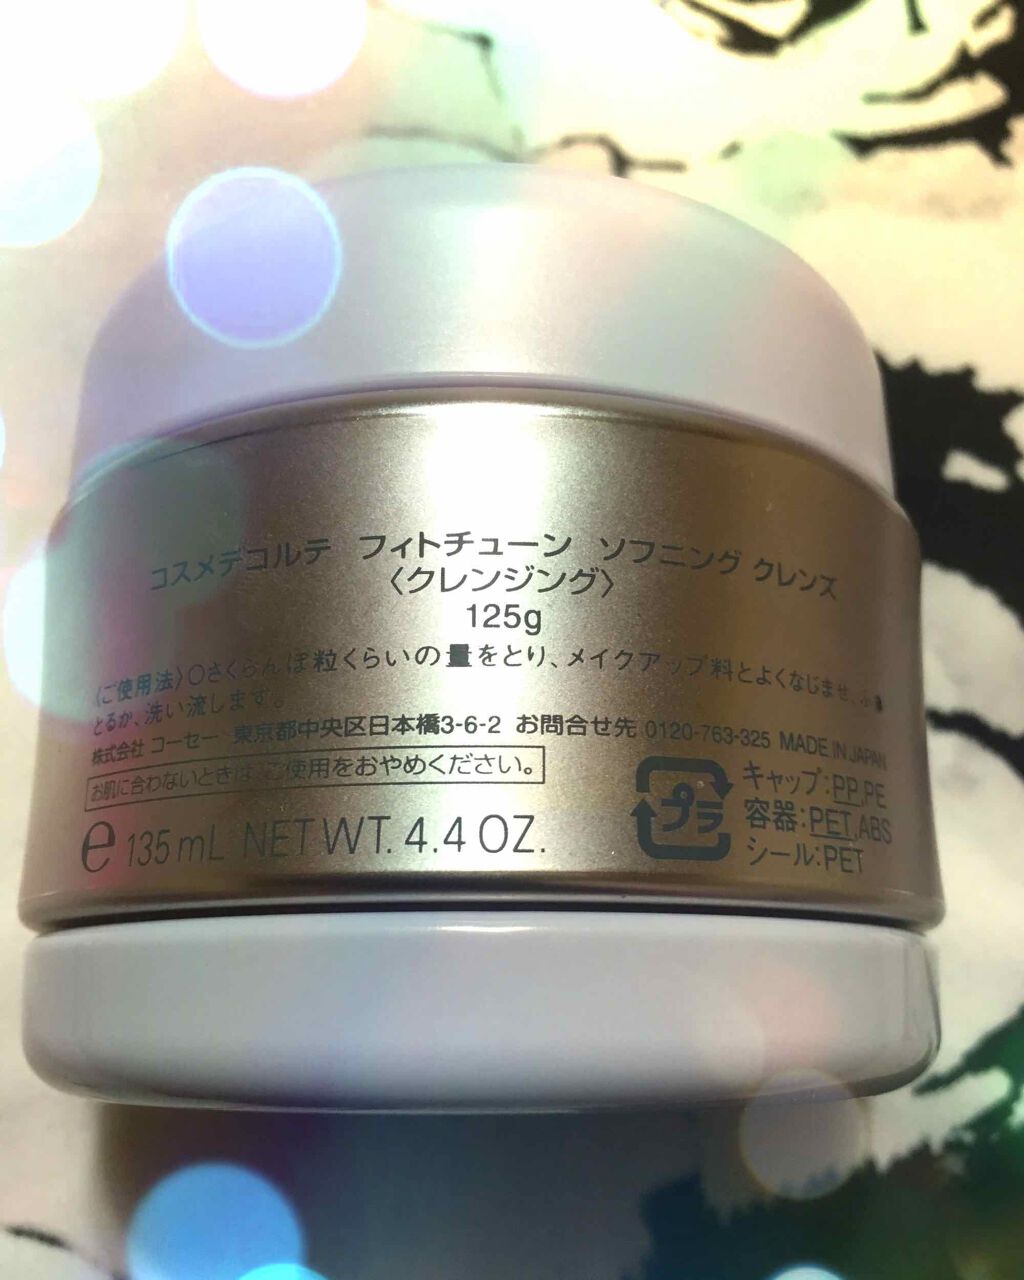 コスメデコルテ フィトチューン ソフニング クレンズ
〈クレンジング〉
125g
〈ご使用法〉○さくらんぼ粒くらいの量をとり、メイクアップ料とよくなじませ、ふき
とるか、洗い流します。
株式会社 コーセー 東京都中央区日本橋3-6-2 お問合せ先 0120-763-325 MADE IN JAPAN
お肌に合わないときは、ご使用をおやめください。
℮ 135mL NET WT. 4.4 OZ.
プラ
キャップ:PP,PE
容器:PET,ABS
シール:PET